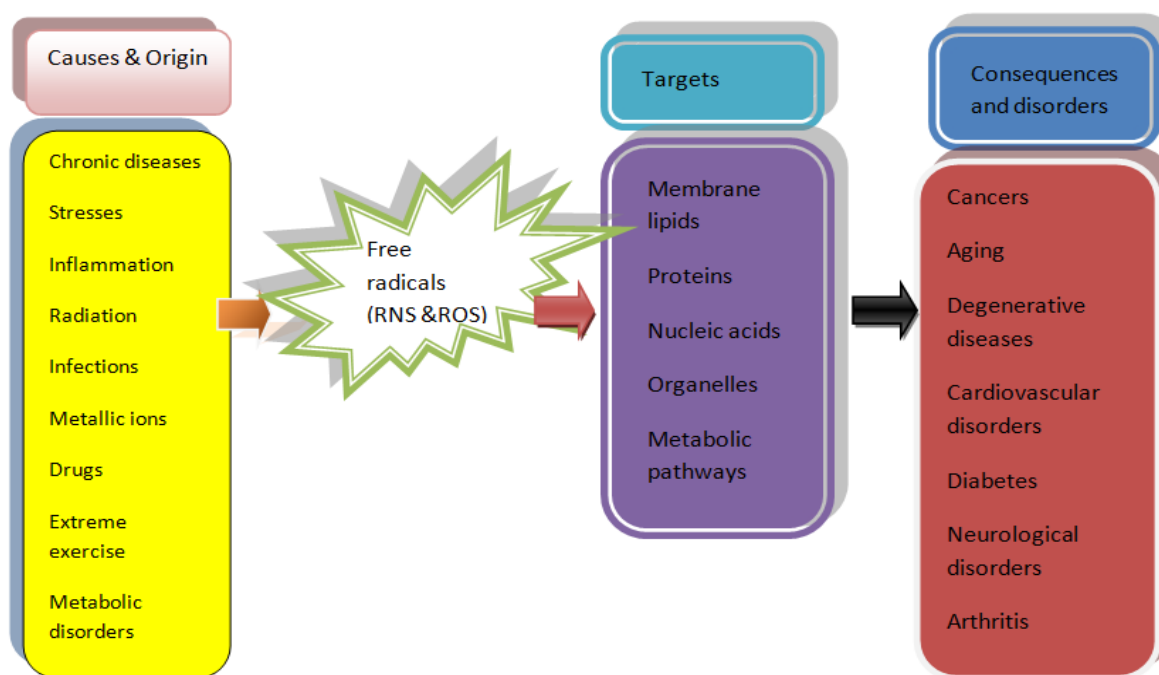 Causes & Origin
Chronic diseases
Stresses
Inflammation
Radiation
Infections
Metallic ions
Drugs
Extreme
exercise
Metabolic
disorders
Free
radicals
(RNS &ROS)
Targets
Membrane
lipids
Proteins
Nucleic acids
Organelles
Metabolic
pathways
Consequences
and disorders
Cancers
Aging
Degenerative
diseases
Cardiovascular
disorders
Diabetes
Neurological
disorders
Arthritis